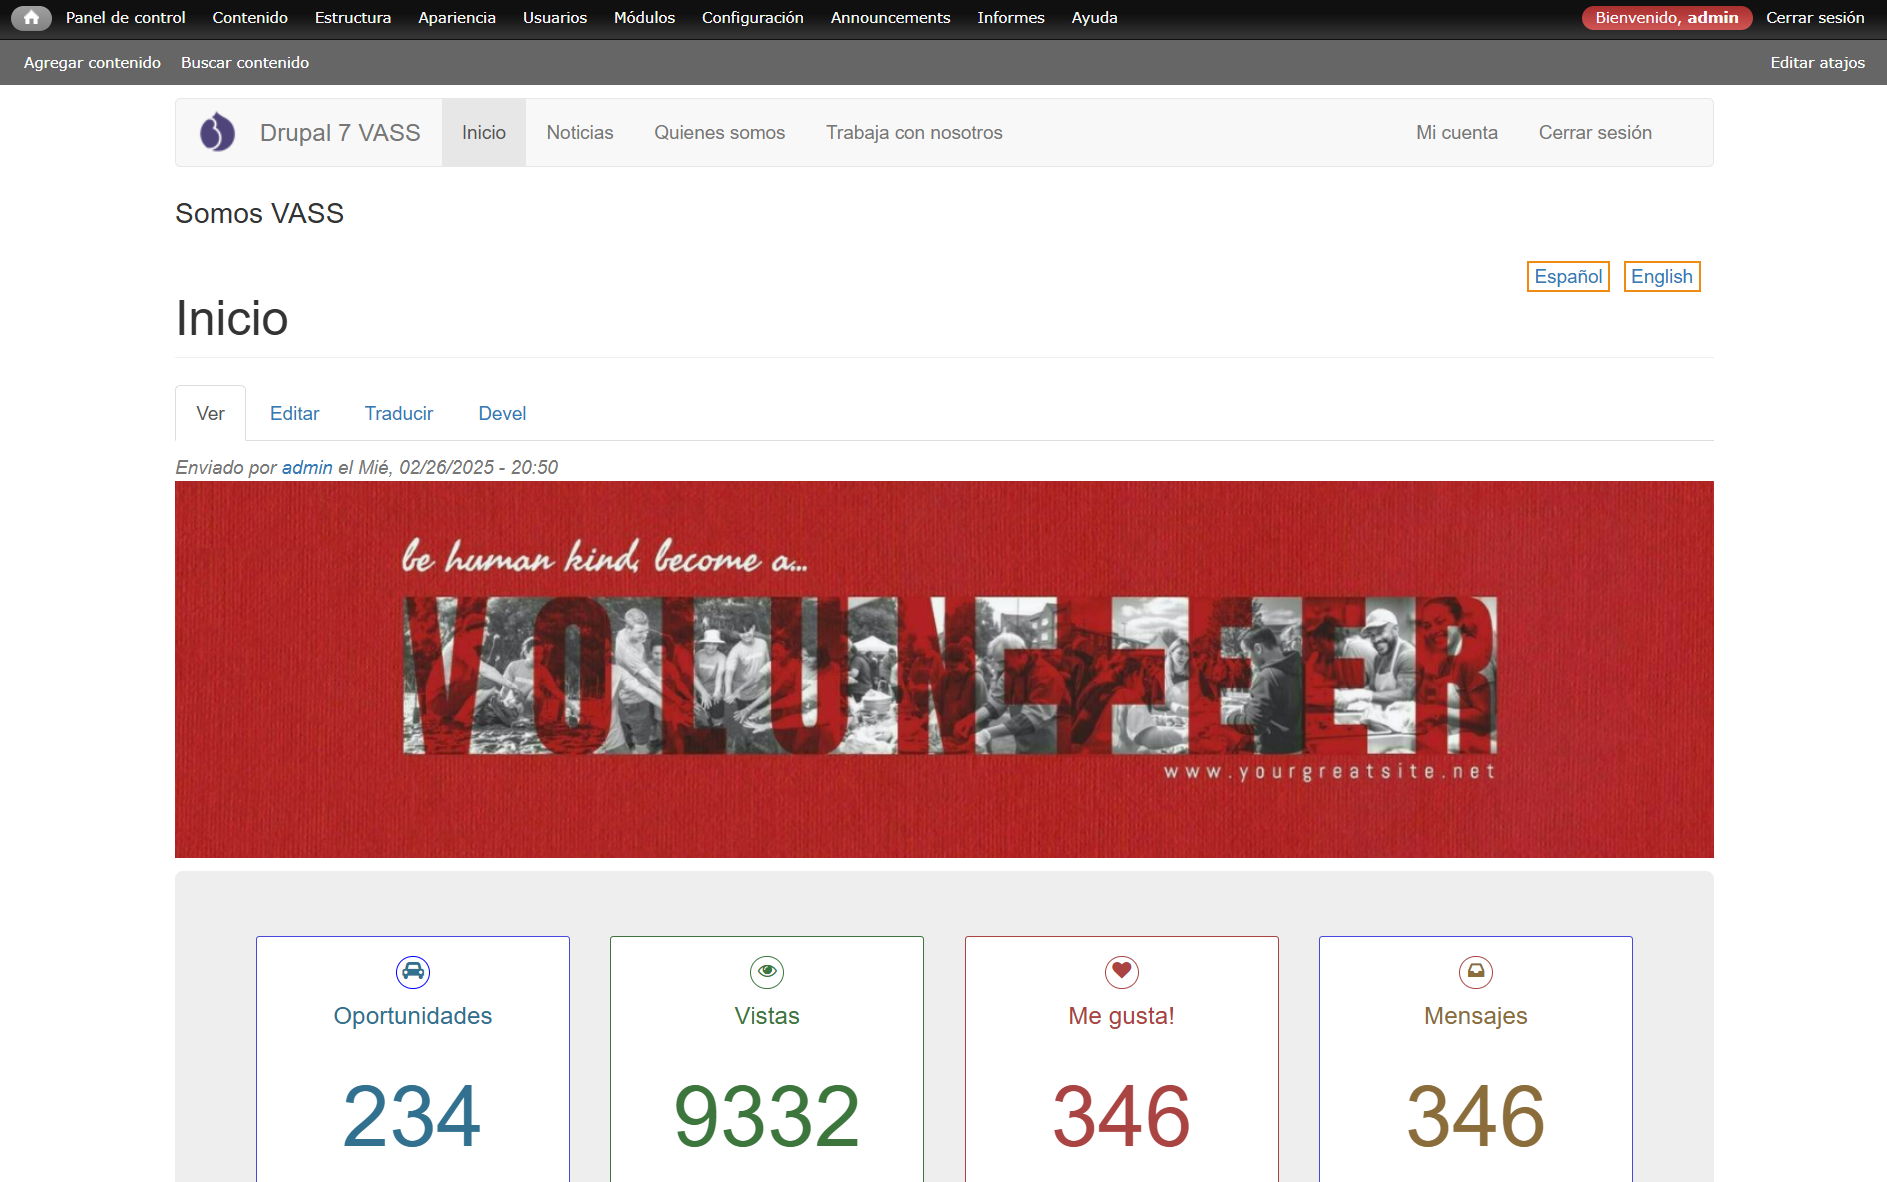 Panel de control Contenido Estructura Apariencia Usuarios Módulos Configuración Announcements Informes Ayuda Bienvenido, admin Cerrar sesión
Agregar contenido Buscar contenido Editar atajos
Drupal 7 VASS Inicio Noticias Quienes somos Trabaja con nosotros Mi cuenta Cerrar sesión
Somos VASS
Español English
Inicio
Ver Editar Traducir Devel
Enviado por admin el Mié, 02/26/2025 - 20:50
be human kind, become a...
VOLUNTEER
www.yourgreatsite.net
Oportunidades Vistas Me gusta! Mensajes
234 9332 346 346